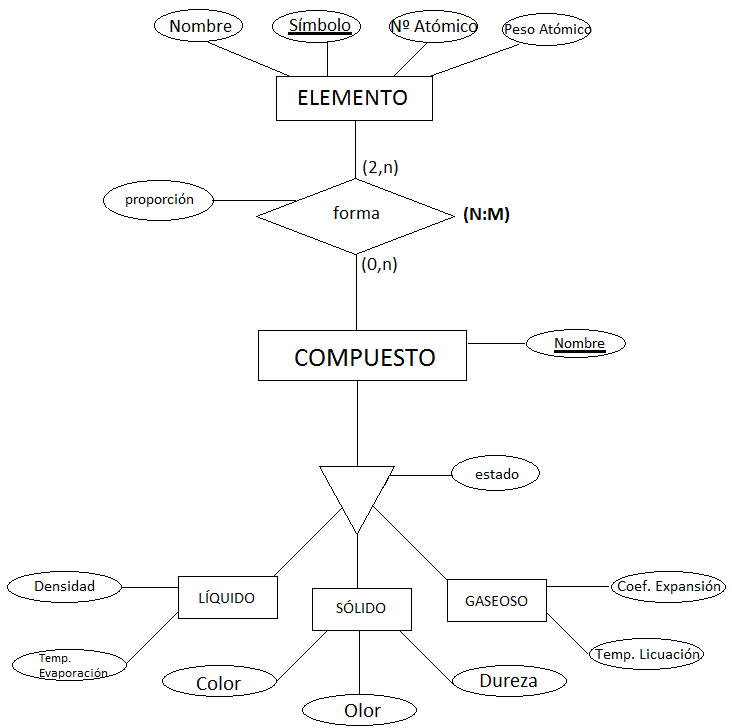 Nombre
Símbolo
Nº Atómico
Peso Atómico
ELEMENTO
(2,n)
proporción
forma
(N:M)
(0,n)
COMPUESTO
Nombre
estado
Densidad
LÍQUIDO
SÓLIDO
GASEOSO
Coef. Expansión
Temp.
Evaporación
Color
Olor
Dureza
Temp. Licuación